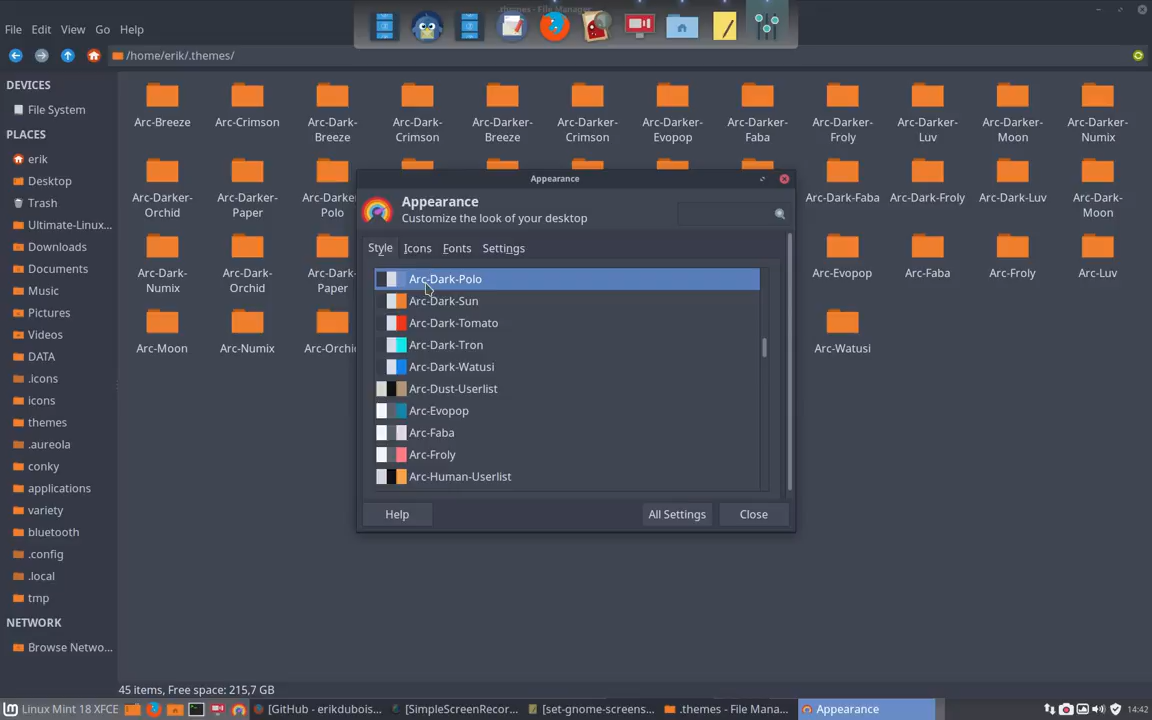 File Edit View Go Help
/home/erik/.themes/
DEVICES
File System
PLACES
erik
Desktop
Trash
Ultimate-Linux...
Downloads
Documents
Music
Pictures
Videos
DATA
.icons
icons
themes
.aureola
conky
applications
variety
bluetooth
.config
.local
tmp
NETWORK
Browse Netwo...
Arc-Breeze
Arc-Crimson
Arc-Dark-
Breeze
Arc-Dark-
Crimson
Arc-Darker-
Breeze
Arc-Darker-
Crimson
Arc-Darker-
Evopop
Arc-Darker-
Faba
Arc-Darker-
Froly
Arc-Darker-
Luv
Arc-Darker-
Moon
Arc-Darker-
Numix
Arc-Darker-
Orchid
Arc-Darker-
Paper
Arc-Darker-
Polo
Arc-Dark-Faba
Arc-Dark-Froly
Arc-Dark-Luv
Arc-Dark-
Moon
Arc-Dark-
Numix
Arc-Dark-
Orchid
Arc-Dark-
Paper
Arc-Evopop
Arc-Faba
Arc-Froly
Arc-Luv
Arc-Moon
Arc-Numix
Arc-Orchi
Arc-Watusi
Appearance
Appearance
Customize the look of your desktop
Style Icons Fonts Settings
Arc-Dark-Polo
Arc-Dark-Sun
Arc-Dark-Tomato
Arc-Dark-Tron
Arc-Dark-Watusi
Arc-Dust-Userlist
Arc-Evopop
Arc-Faba
Arc-Froly
Arc-Human-Userlist
Help All Settings Close
45 items, Free space: 215,7 GB
Linux Mint 18 XFCE [GitHub - erikdubois... [SimpleScreenRecor... [set-gnome-screens... .themes - File Mana... Appearance 14:42